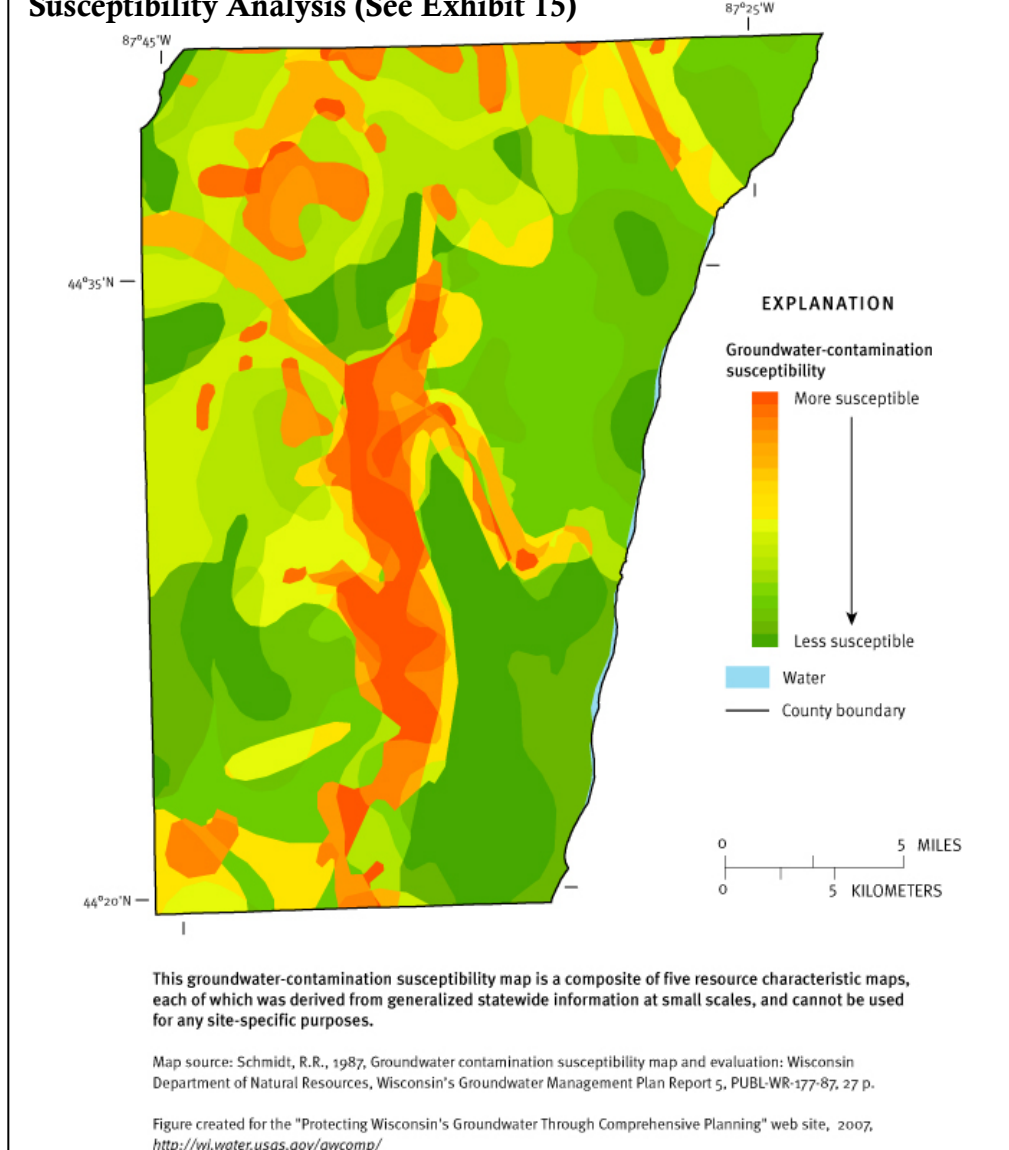 Susceptibility Analysis (See Exhibit 15)
87°25'W
87°45'W
44°35'N
EXPLANATION
Groundwater-contamination
susceptibility
More susceptible
Less susceptible
Water
County boundary
0 5 MILES
0 5 KILOMETERS
44°20'N
This groundwater-contamination susceptibility map is a composite of five resource characteristic maps,
each of which was derived from generalized statewide information at small scales, and cannot be used
for any site-specific purposes.
Map source: Schmidt, R.R., 1987, Groundwater contamination susceptibility map and evaluation: Wisconsin
Department of Natural Resources, Wisconsin's Groundwater Management Plan Report 5, PUBL-WR-177-87, 27 p.
Figure created for the "Protecting Wisconsin's Groundwater Through Comprehensive Planning" web site, 2007,
http://wi.water.usgs.gov/gwcomp/